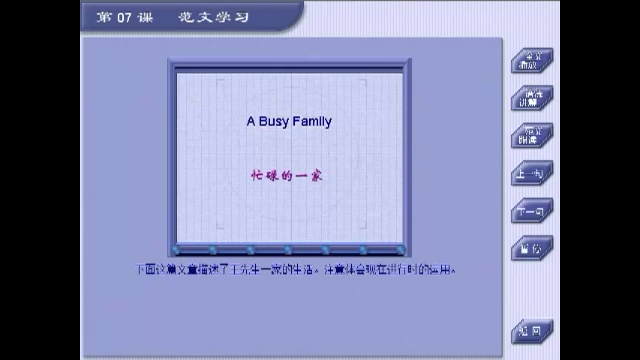 第 07 课 范文学习
A Busy Family
忙碌的一家
下面这篇文章描述了王先生一家的生活。注意体会现在进行时的运用。
上一句
下一句
返 回